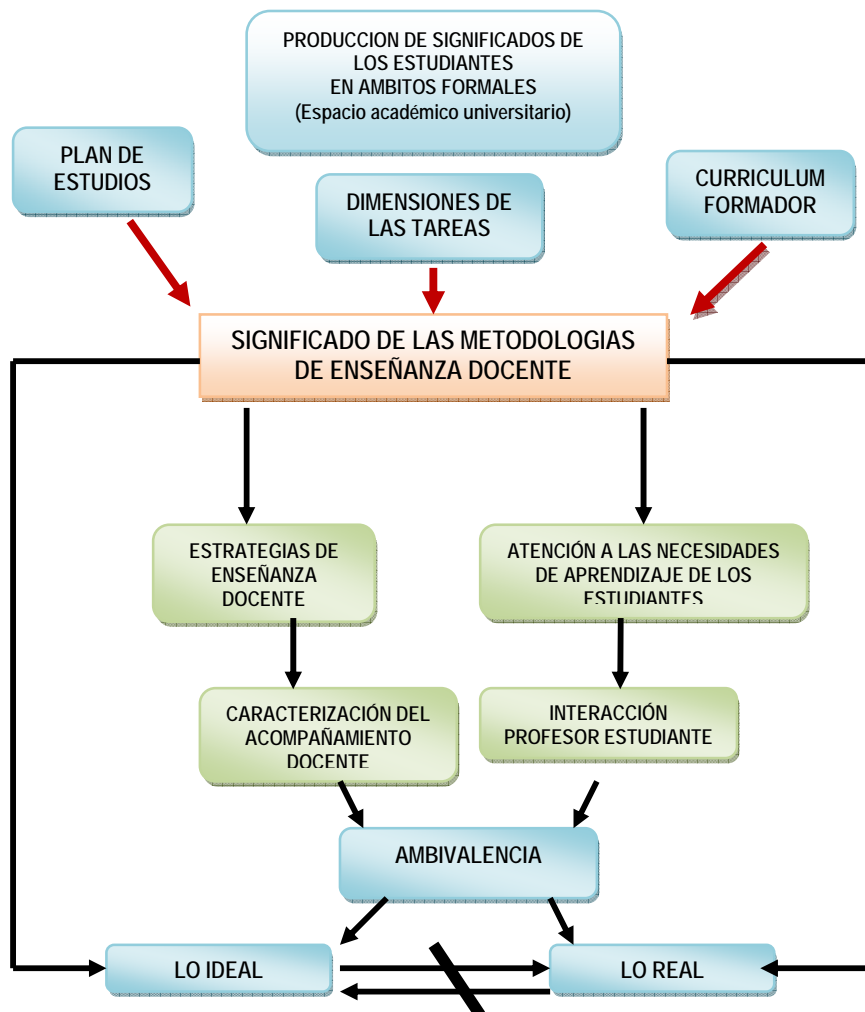 PRODUCCION DE SIGNIFICADOS DE
LOS ESTUDIANTES
EN AMBITOS FORMALES
(Espacio académico universitario)
PLAN DE
ESTUDIOS
DIMENSIONES DE
LAS TAREAS
CURRICULUM
FORMADOR
SIGNIFICADO DE LAS METODOLOGIAS
DE ENSEÑANZA DOCENTE
ESTRATEGIAS DE
ENSEÑANZA
DOCENTE
ATENCIÓN A LAS NECESIDADES
DE APRENDIZAJE DE LOS
ESTUDIANTES
CARACTERIZACIÓN DEL
ACOMPAÑAMIENTO
DOCENTE
INTERACCIÓN
PROFESOR ESTUDIANTE
AMBIVALENCIA
LO IDEAL
LO REAL